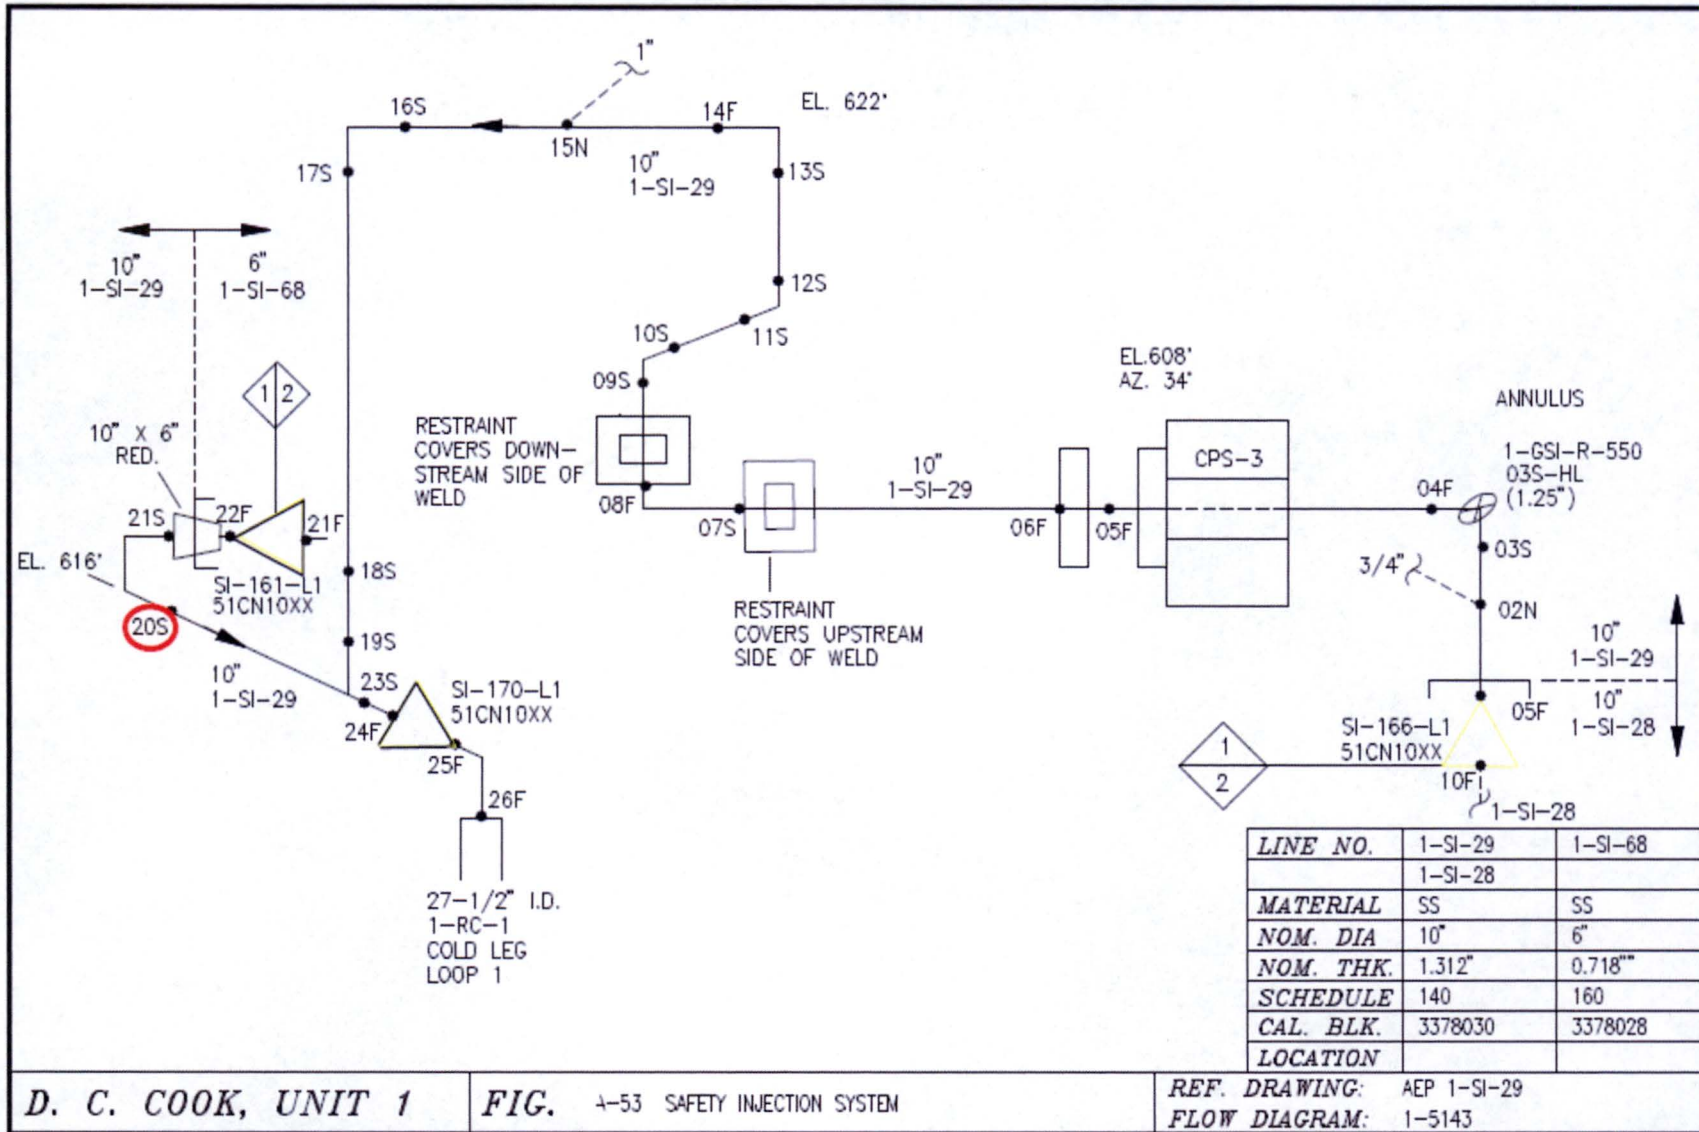 1"
16S
14F
EL. 622'
15N
10"
1-SI-29
17S
13S
10"
1-SI-29
6"
1-SI-68
12S
10S
11S
09S
1 2
EL.608'
AZ. 34'
ANNULUS
10" X 6"
RED.
RESTRAINT
COVERS DOWN-
STREAM SIDE OF
WELD
10"
1-SI-29
CPS-3
1-GSI-R-550
03S-HL
(1.25")
04F
08F
07S
06F
05F
21S
22F
21F
03S
EL. 616'
18S
3/4"
SI-161-L1
51CN10XX
02N
20S
RESTRAINT
COVERS UPSTREAM
SIDE OF WELD
19S
10"
1-SI-29
10"
1-SI-29
23S
SI-170-L1
51CN10XX
24F
05F
10"
1-SI-28
SI-166-L1
51CN10XX
25F
1
2
10F
26F
1-SI-28
27-1/2" I.D.
1-RC-1
COLD LEG
LOOP 1
LINE NO. 1-SI-29 1-SI-68
1-SI-28
MATERIAL SS SS
NOM. DIA 10" 6"
NOM. THK. 1.312" 0.718""
SCHEDULE 140 160
CAL. BLK. 3378030 3378028
LOCATION
D. C. COOK, UNIT 1
FIG. A-53 SAFETY INJECTION SYSTEM
REF. DRAWING: AEP 1-SI-29
FLOW DIAGRAM: 1-5143